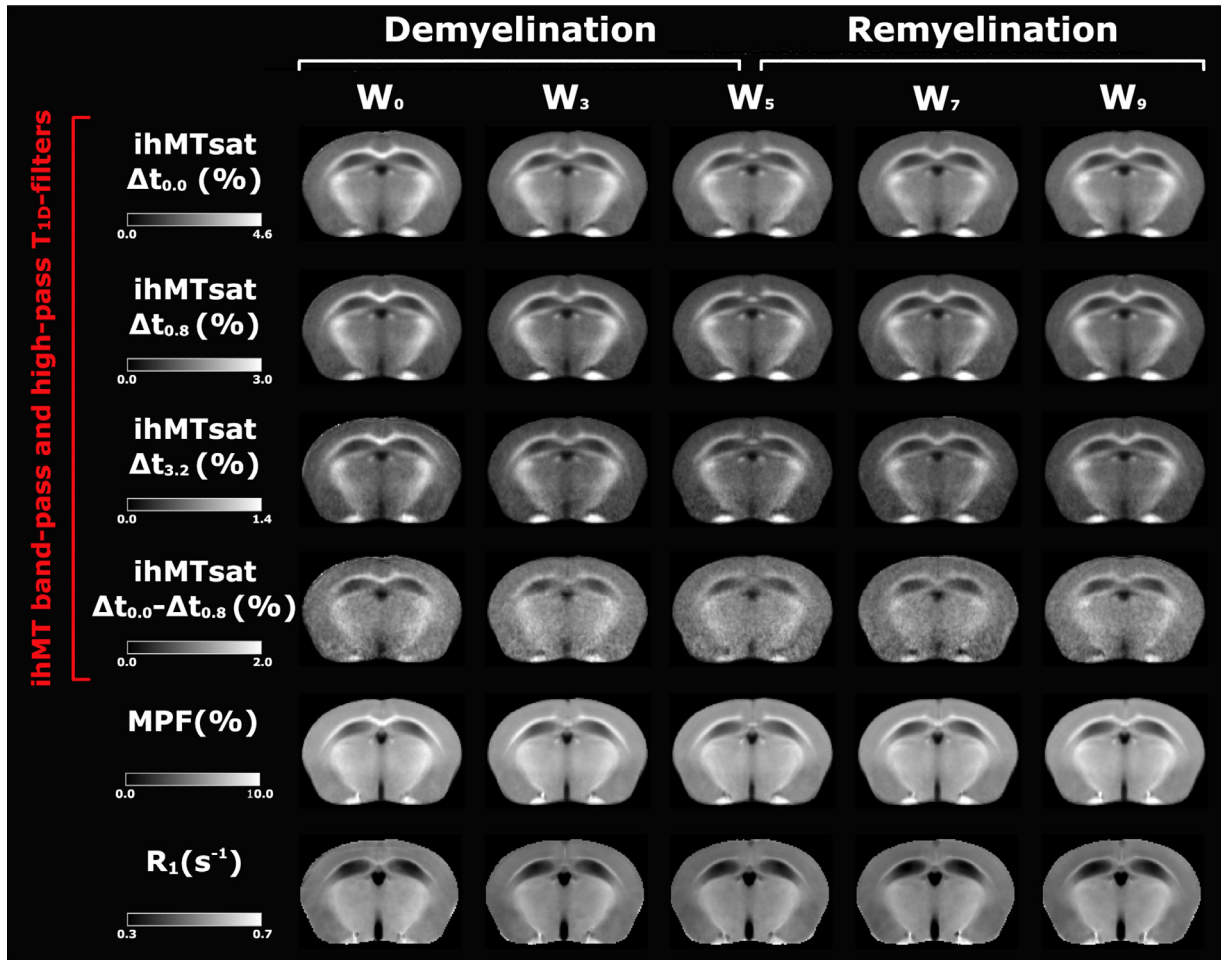 Demyelination Remyelination
W₀ W₃ W₅ W₇ W₉
ihMT band-pass and high-pass T₁D-filters
ihMTsat
Δt₀.₀ (%)
0.0 4.6
ihMTsat
Δt₀.₈ (%)
0.0 3.0
ihMTsat
Δt₃.₂ (%)
0.0 1.4
ihMTsat
Δt₀.₀-Δt₀.₈ (%)
0.0 2.0
MPF(%)
0.0 10.0
R₁(s⁻¹)
0.3 0.7